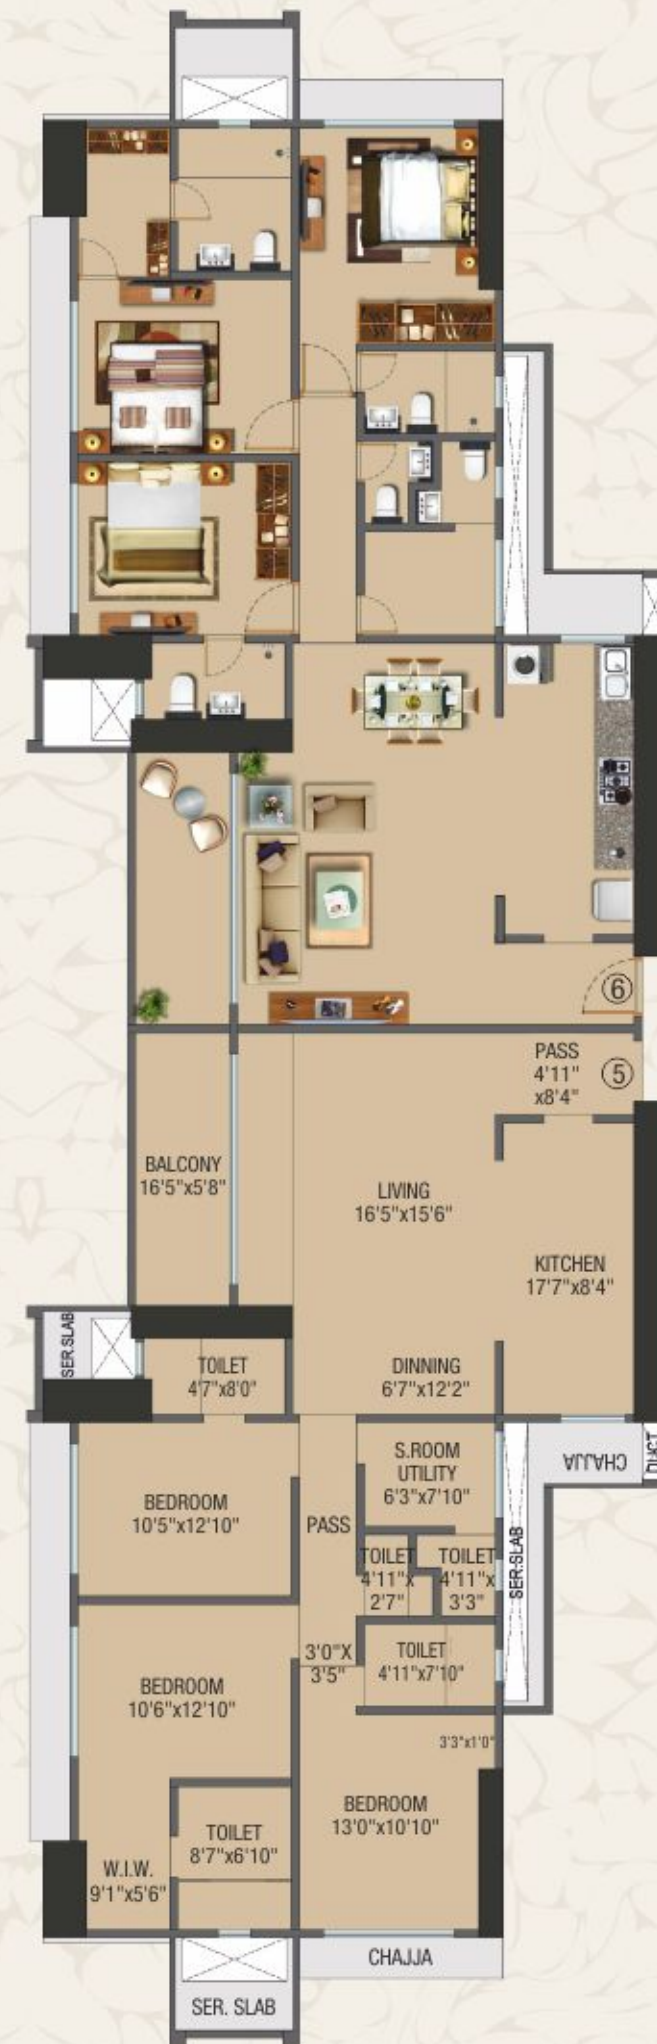 ⑥
PASS
4'11"
x8'4"
⑤
BALCONY
16'5"x5'8"
LIVING
16'5"x15'6"
KITCHEN
17'7"x8'4"
SER.SLAB
TOILET
4'7"x8'0"
DINNING
6'7"x12'2"
S.ROOM
UTILITY
6'3"x7'10"
CHAJJA
DUCT
BEDROOM
10'5"x12'10"
PASS
TOILET
4'11"x
2'7"
TOILET
4'11"x
3'3"
SER.SLAB
3'0"X
3'5"
TOILET
4'11"x7'10"
BEDROOM
10'6"x12'10"
3'3"x1'0"
BEDROOM
13'0"x10'10"
TOILET
8'7"x6'10"
W.I.W.
9'1"x5'6"
CHAJJA
SER. SLAB